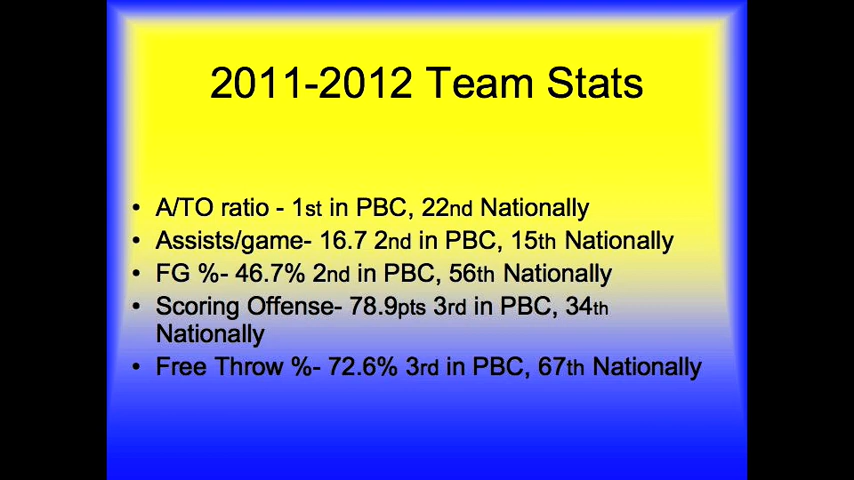 2011-2012 Team Stats
• A/TO ratio - 1st in PBC, 22nd Nationally
• Assists/game- 16.7 2nd in PBC, 15th Nationally
• FG %- 46.7% 2nd in PBC, 56th Nationally
• Scoring Offense- 78.9pts 3rd in PBC, 34th
Nationally
• Free Throw %- 72.6% 3rd in PBC, 67th Nationally